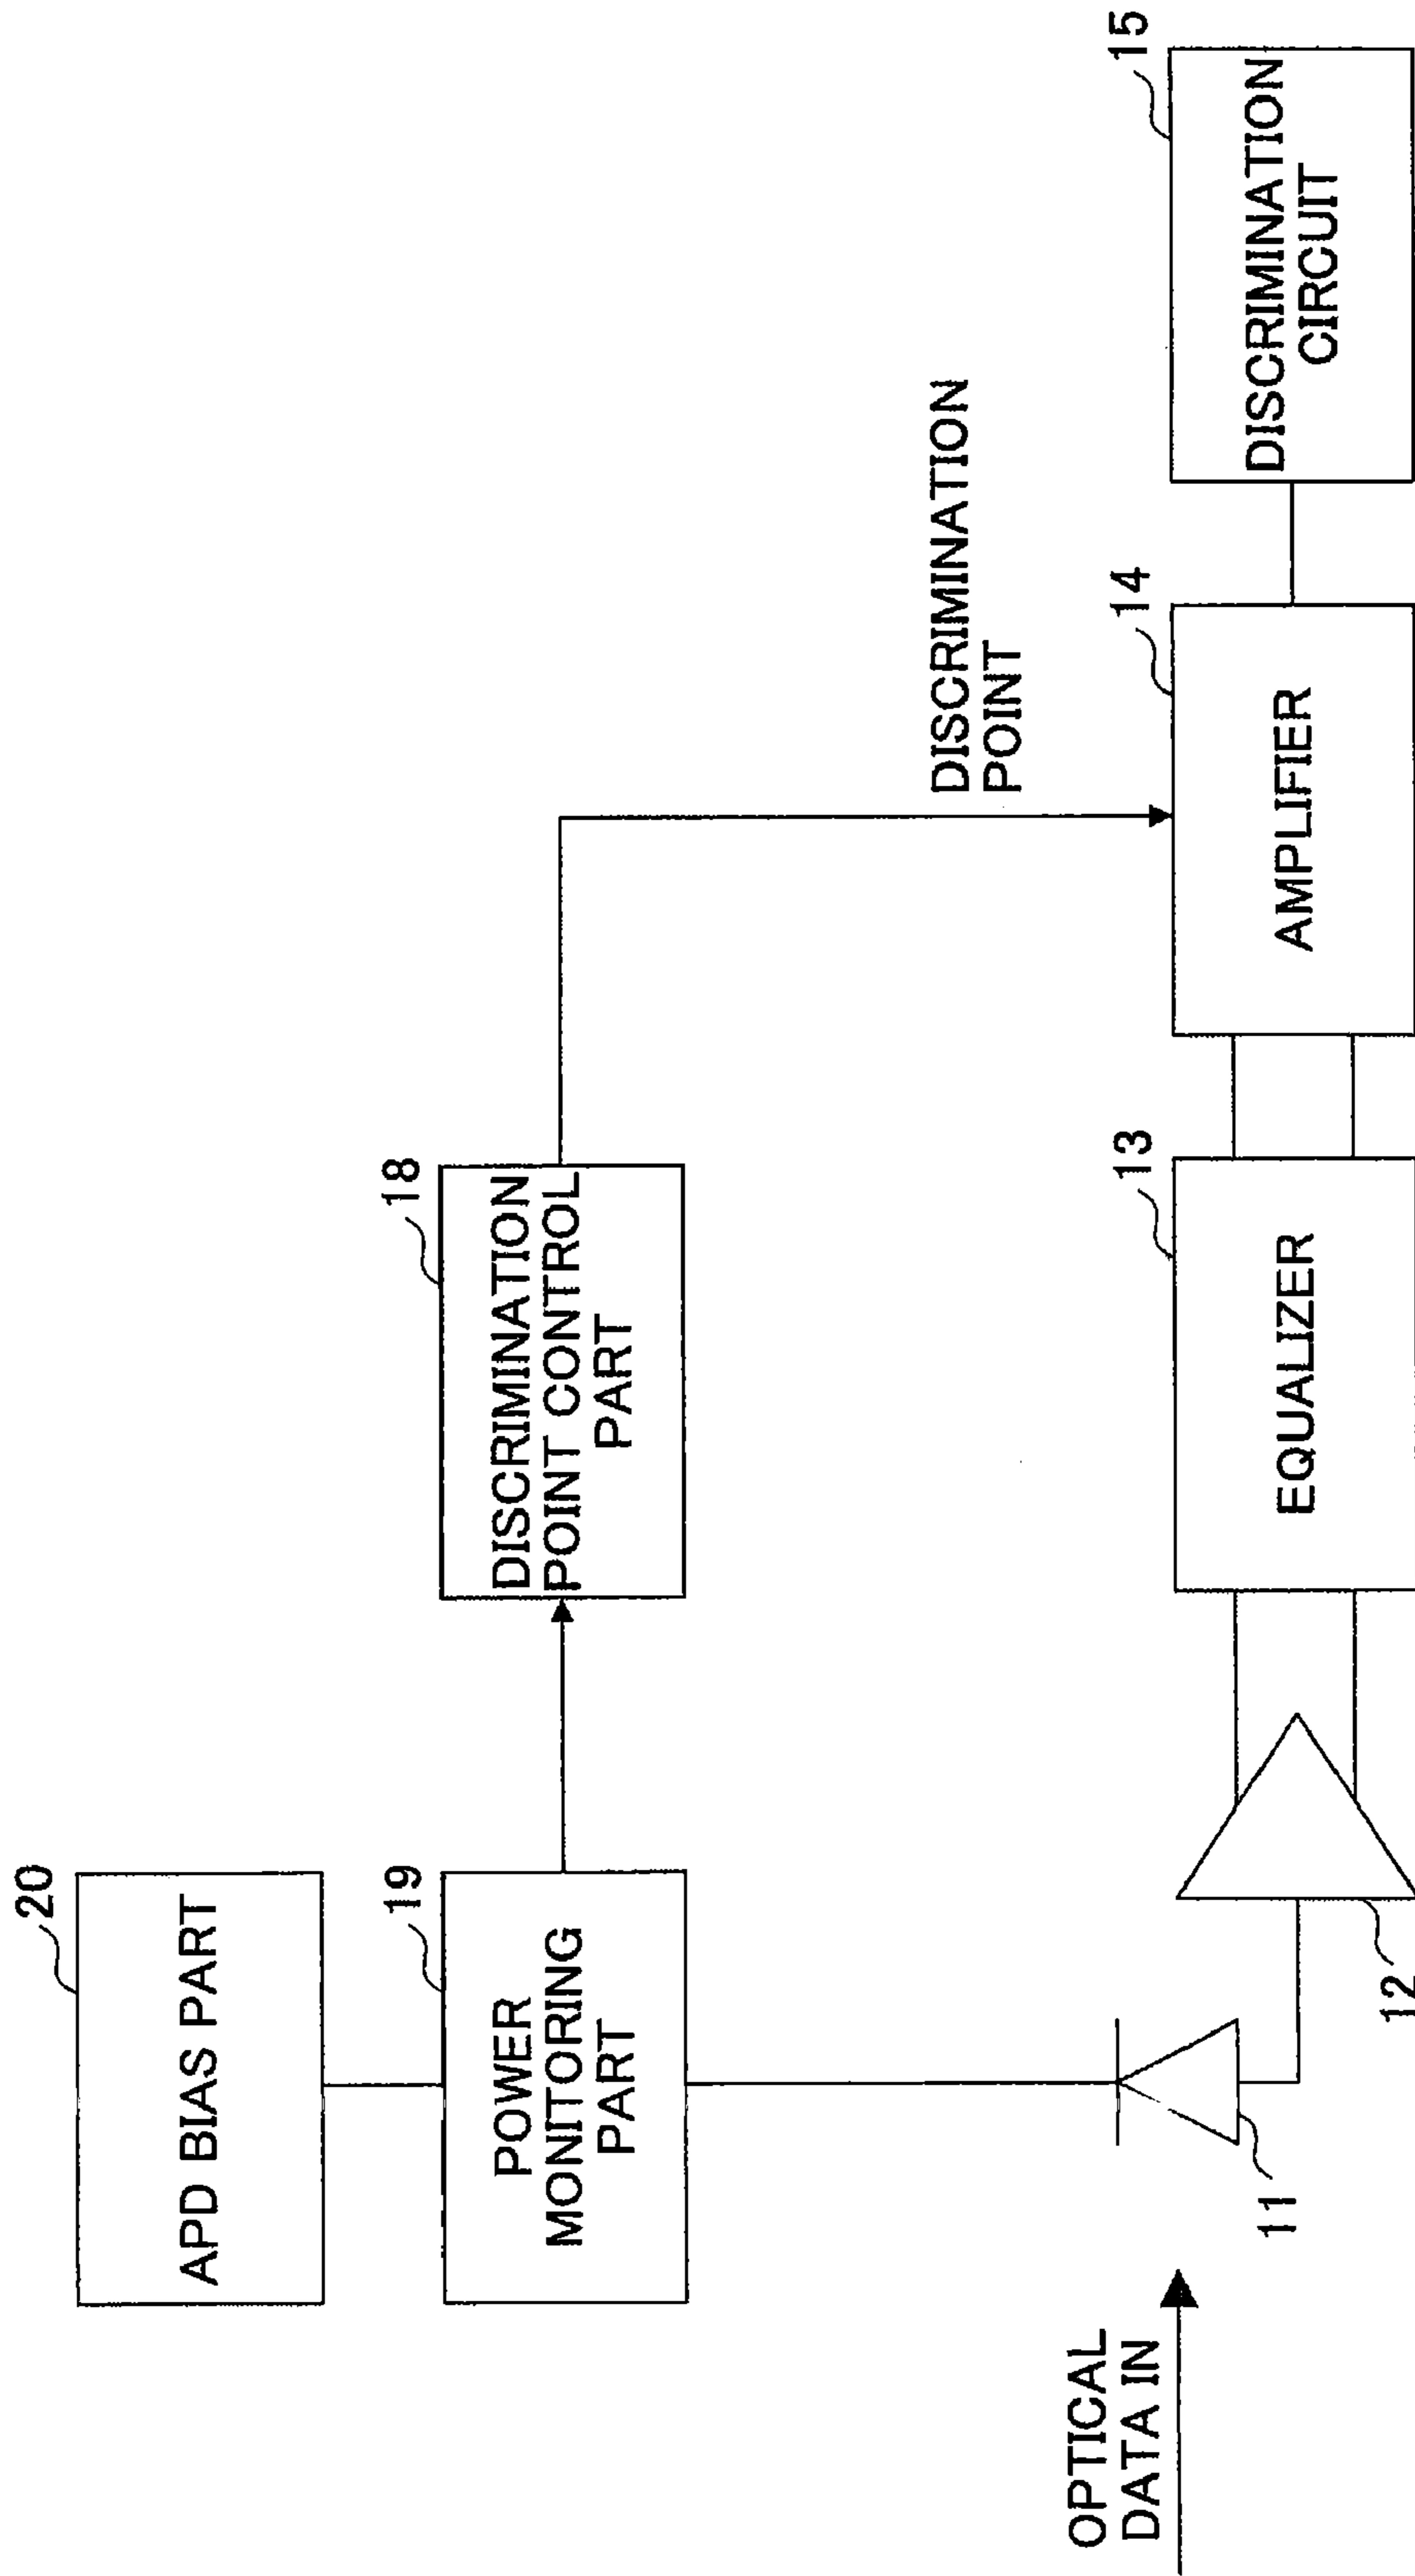 20
APD BIAS PART
19
POWER
MONITORING
PART
18
DISCRIMINATION
POINT CONTROL
PART
DISCRIMINATION
POINT
OPTICAL
DATA IN
11
12
13
EQUALIZER
14
AMPLIFIER
15
DISCRIMINATION
CIRCUIT